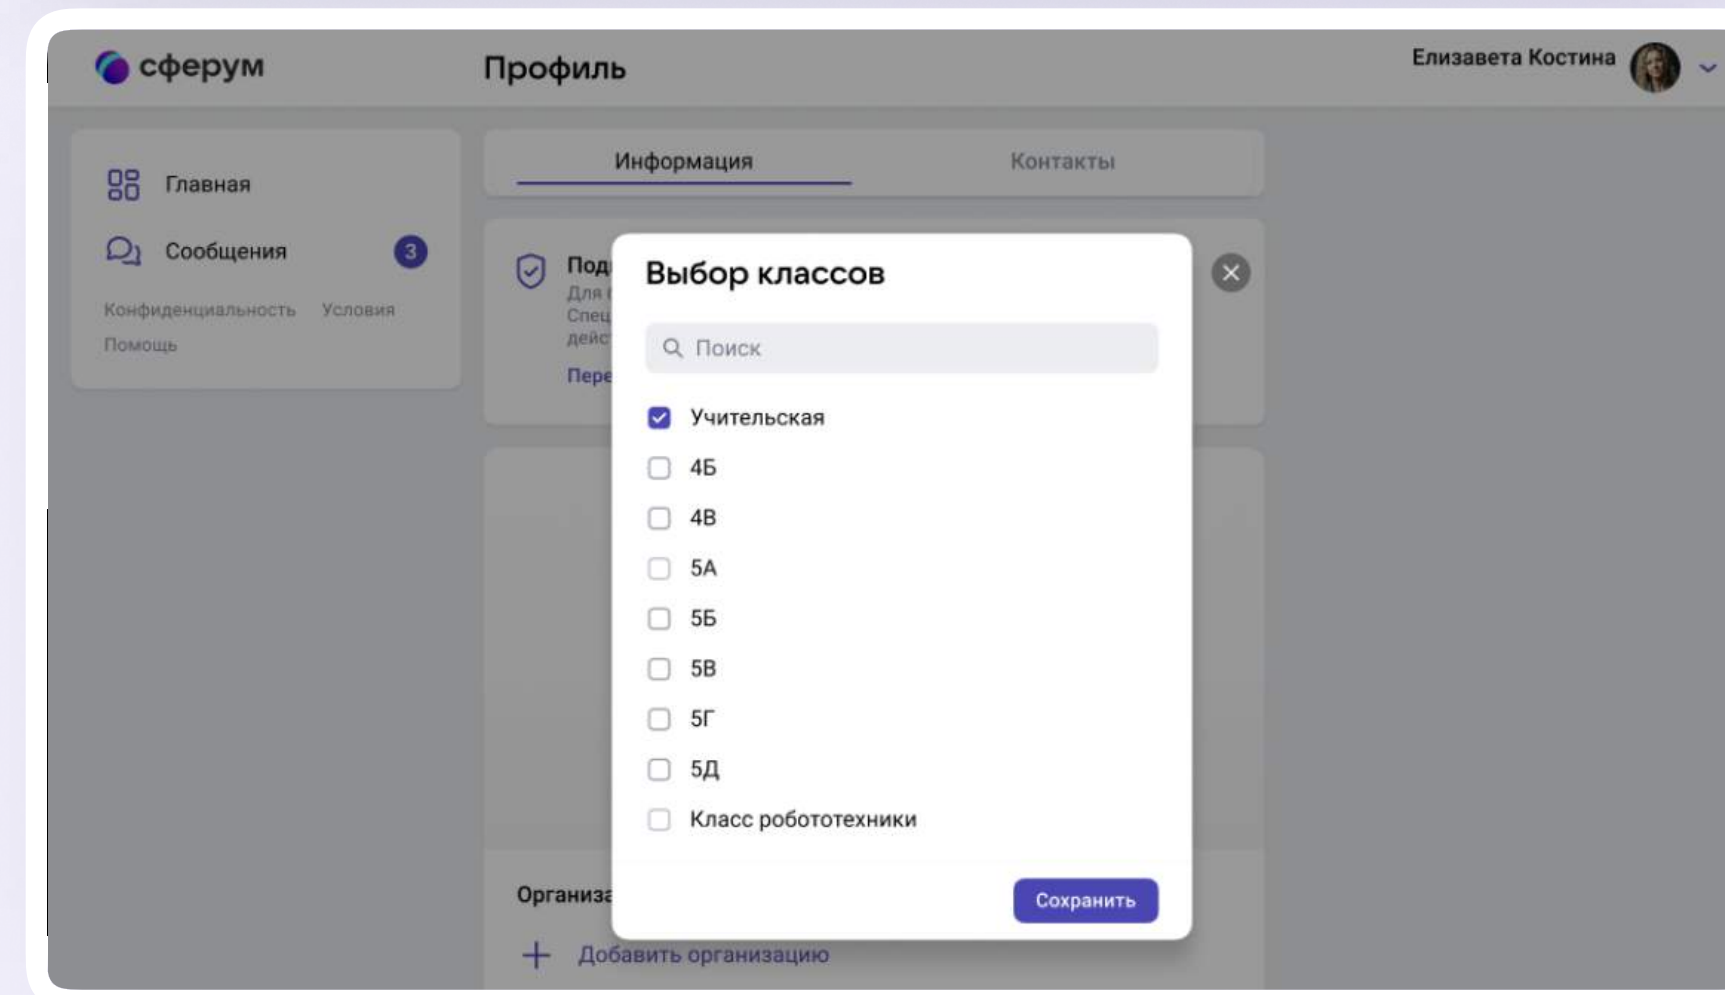 сферум
Профиль
Елизавета Костина
Главная
Сообщения
3
Конфиденциальность Условия
Помощь
Информация
Контакты
Для
Выбор классов
Поиск
Учительская
4Б
4В
5А
5Б
5В
5Г
5Д
Класс робототехники
Сохранить
Добавить организацию